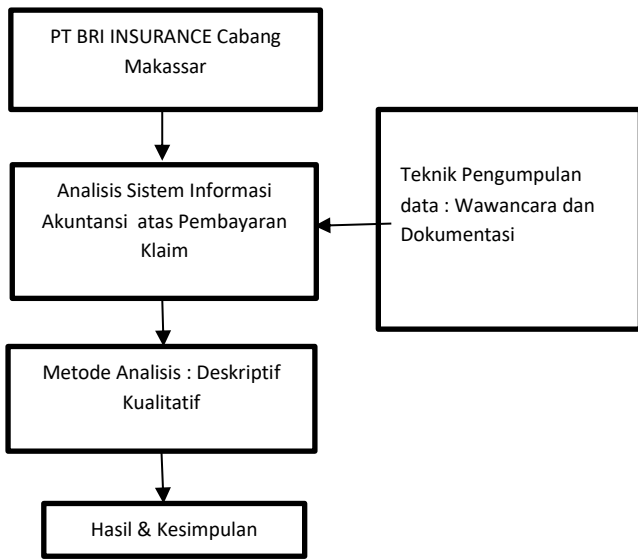 PT BRI INSURANCE Cabang
Makassar
Analisis Sistem Informasi
Akuntansi atas Pembayaran
Klaim
Teknik Pengumpulan
data : Wawancara dan
Dokumentasi
Metode Analisis : Deskriptif
Kualitatif
Hasil & Kesimpulan